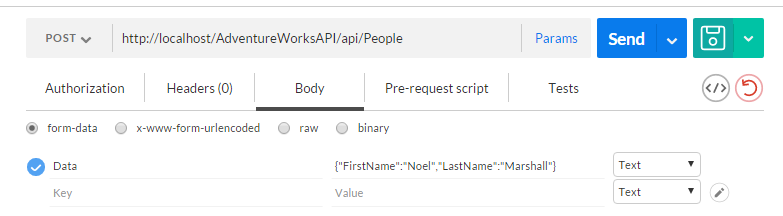 POST http://localhost/AdventureWorksAPI/api/People Params Send
Authorization Headers (0) Body Pre-request script Tests </>
form-data x-www-form-urlencoded raw binary
Data {"FirstName":"Noel","LastName":"Marshall"} Text
Key Value Text